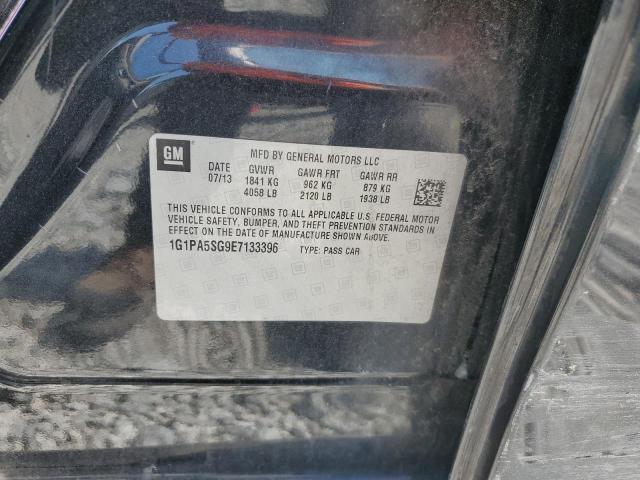 GM
MFD BY GENERAL MOTORS LLC
DATE GVWR GAWR FRT GAWR RR
07/13 1841 KG 962 KG 879 KG
4058 LB 2120 LB 1938 LB
THIS VEHICLE CONFORMS TO ALL APPLICABLE U.S. FEDERAL MOTOR
VEHICLE SAFETY, BUMPER, AND THEFT PREVENTION STANDARDS
IN EFFECT ON THE DATE OF MANUFACTURE SHOWN ABOVE.
1G1PA5SG9E7133396 TYPE: PASS CAR